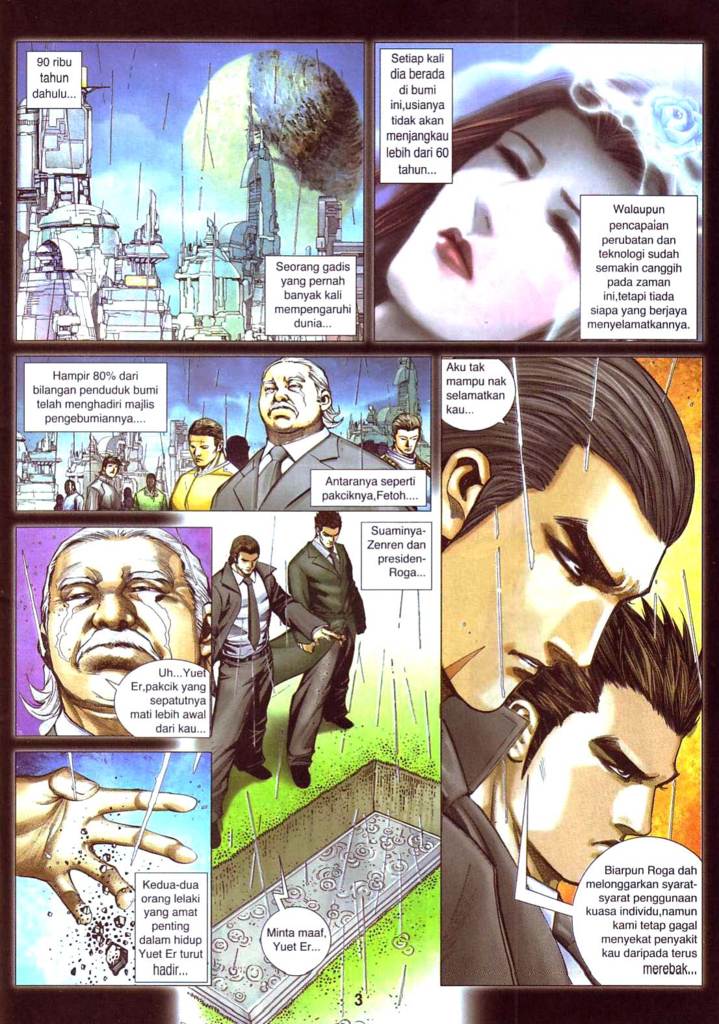 90 ribu
tahun
dahulu...
Seorang gadis
yang pernah
banyak kali
mempengaruhi
dunia...
Setiap kali
dia berada
di bumi
ini,usianya
tidak akan
menjangkau
lebih dari 60
tahun...
Walaupun
pencapaian
perubatan dan
teknologi sudah
semakin canggih
pada zaman
ini,tetapi tiada
siapa yang berjaya
menyelamatkannya.
Hampir 80% dari
bilangan penduduk bumi
telah menghadiri majlis
pengebumiannya....
Antaranya seperti
pakciknya,Fetoh....
Aku tak
mampu nak
selamatkan
kau...
Suaminya-
Zenren dan
presiden-
Roga...
Uh...Yuet
Er,pakcik yang
sepatutnya
mati lebih awal
dari kau...
Kedua-dua
orang lelaki
yang amat
penting
dalam hidup
Yuet Er turut
hadir...
Minta maaf,
Yuet Er...
Biarpun Roga dah
melonggarkan syarat-
syarat penggunaan
kuasa individu,namun
kami tetap gagal
menyekat penyakit
kau daripada terus
merebak...
3